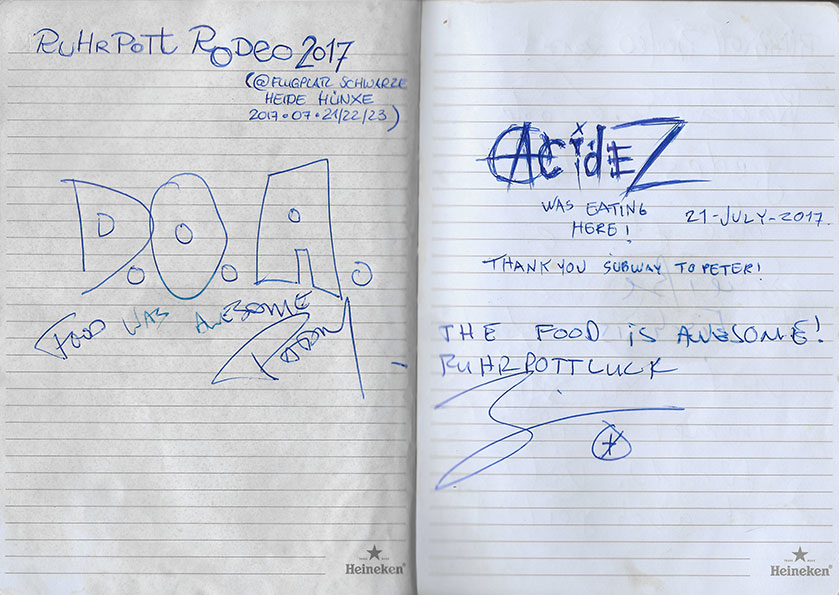 RUHRPOTT RODEO 2017
(@FLUGPLATZ SCHWARZE
HEIDE HÜNXE
2017•07•21/22/23)
D.O.A.
FOOD WAS AWESOME
Heineken
ACIDEZ
WAS EATING
HERE!
21-JULY-2017.
THANK YOU SUBWAY TO PETER!
THE FOOD IS AWESOME!
RUHRPOTTLUCK
Heineken